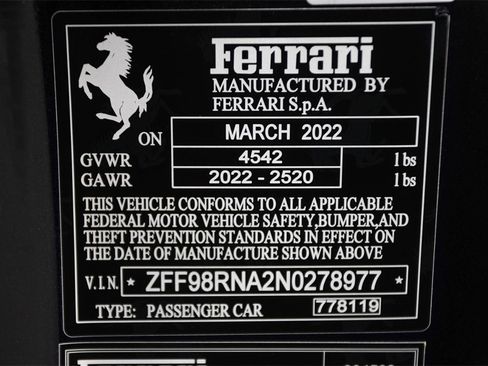 Ferrari
MANUFACTURED BY
FERRARI S.p.A.
ON MARCH 2022
GVWR 4542 lbs
GAWR 2022 - 2520 lbs
THIS VEHICLE CONFORMS TO ALL APPLICABLE
FEDERAL MOTOR VEHICLE SAFETY,BUMPER,AND
THEFT PREVENTION STANDARDS IN EFFECT ON
THE DATE OF MANUFACTURE SHOWN ABOVE
V.I.N. * ZFF98RNA2N0278977 *
TYPE: PASSENGER CAR 778119
Ferrari